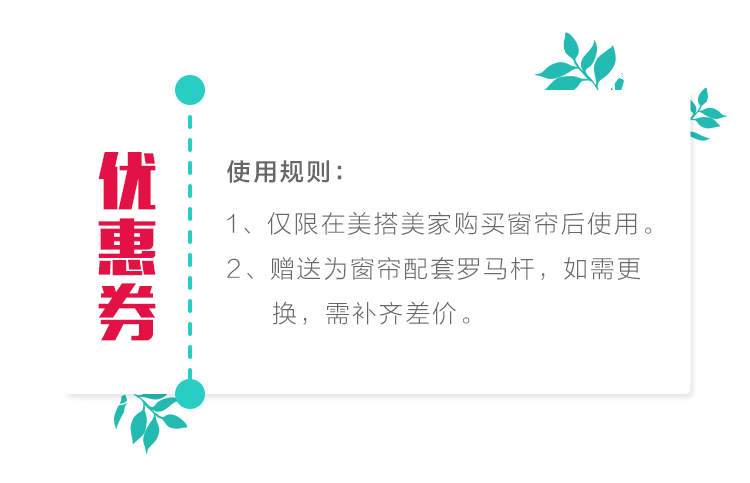 优惠券
使用规则：
1、仅限在美搭美家购买窗帘后使用。
2、赠送为窗帘配套罗马杆，如需更
换，需补齐差价。